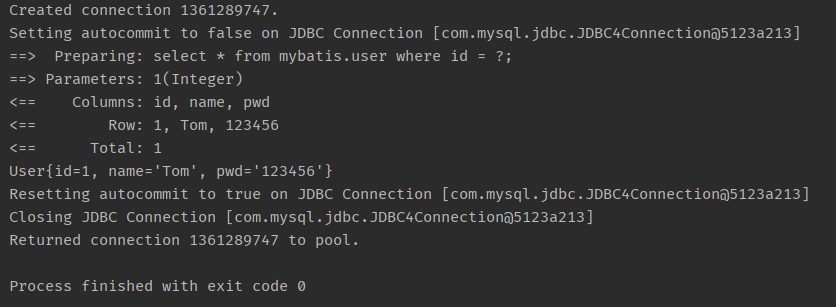 Created connection 1361289747.
Setting autocommit to false on JDBC Connection [com.mysql.jdbc.JDBC4Connection@5123a213]
==>  Preparing: select * from mybatis.user where id = ?;
==> Parameters: 1(Integer)
<==    Columns: id, name, pwd
<==        Row: 1, Tom, 123456
<==      Total: 1
User{id=1, name='Tom', pwd='123456'}
Resetting autocommit to true on JDBC Connection [com.mysql.jdbc.JDBC4Connection@5123a213]
Closing JDBC Connection [com.mysql.jdbc.JDBC4Connection@5123a213]
Returned connection 1361289747 to pool.
Process finished with exit code 0